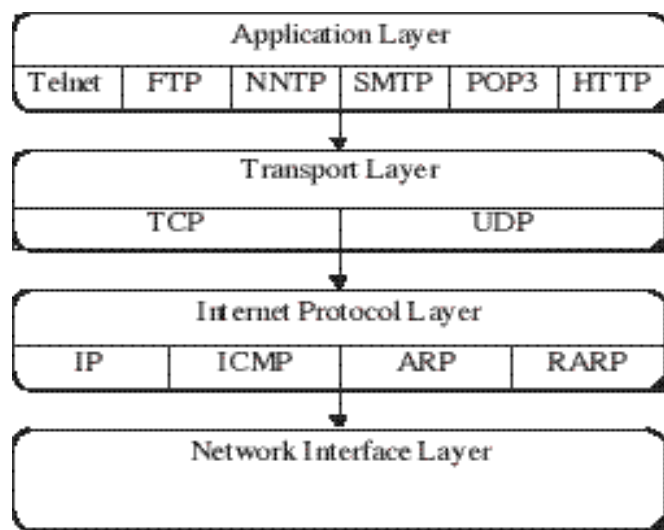 Application Layer
Telnet FTP NNTP SMTP POP3 HTTP
Transport Layer
TCP UDP
Internet Protocol Layer
IP ICMP ARP RARP
Network Interface Layer